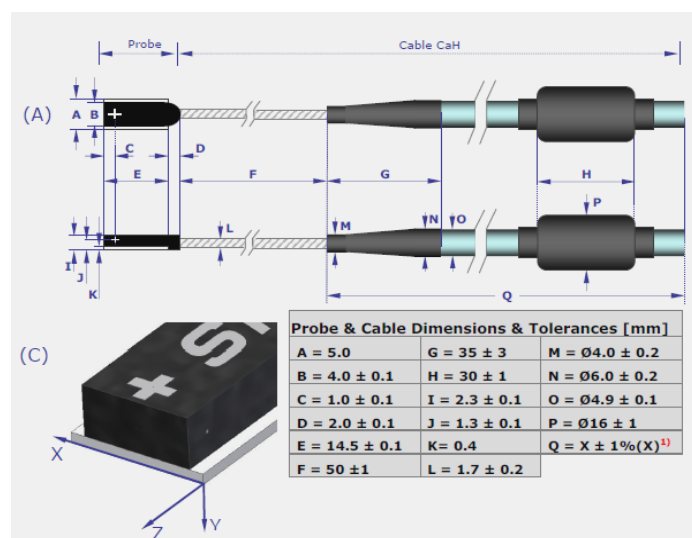 Probe
Cable CaH
(A)
A
B
C
D
E
F
G
H
P
I
J
K
L
M
N
O
Q
(C)
S
X
Z
Y
Probe & Cable Dimensions & Tolerances [mm]
A = 5.0 G = 35 ± 3 M = Ø4.0 ± 0.2
B = 4.0 ± 0.1 H = 30 ± 1 N = Ø6.0 ± 0.2
C = 1.0 ± 0.1 I = 2.3 ± 0.1 O = Ø4.9 ± 0.1
D = 2.0 ± 0.1 J = 1.3 ± 0.1 P = Ø16 ± 1
E = 14.5 ± 0.1 K= 0.4 Q = X ± 1%(X)1)
F = 50 ±1 L = 1.7 ± 0.2